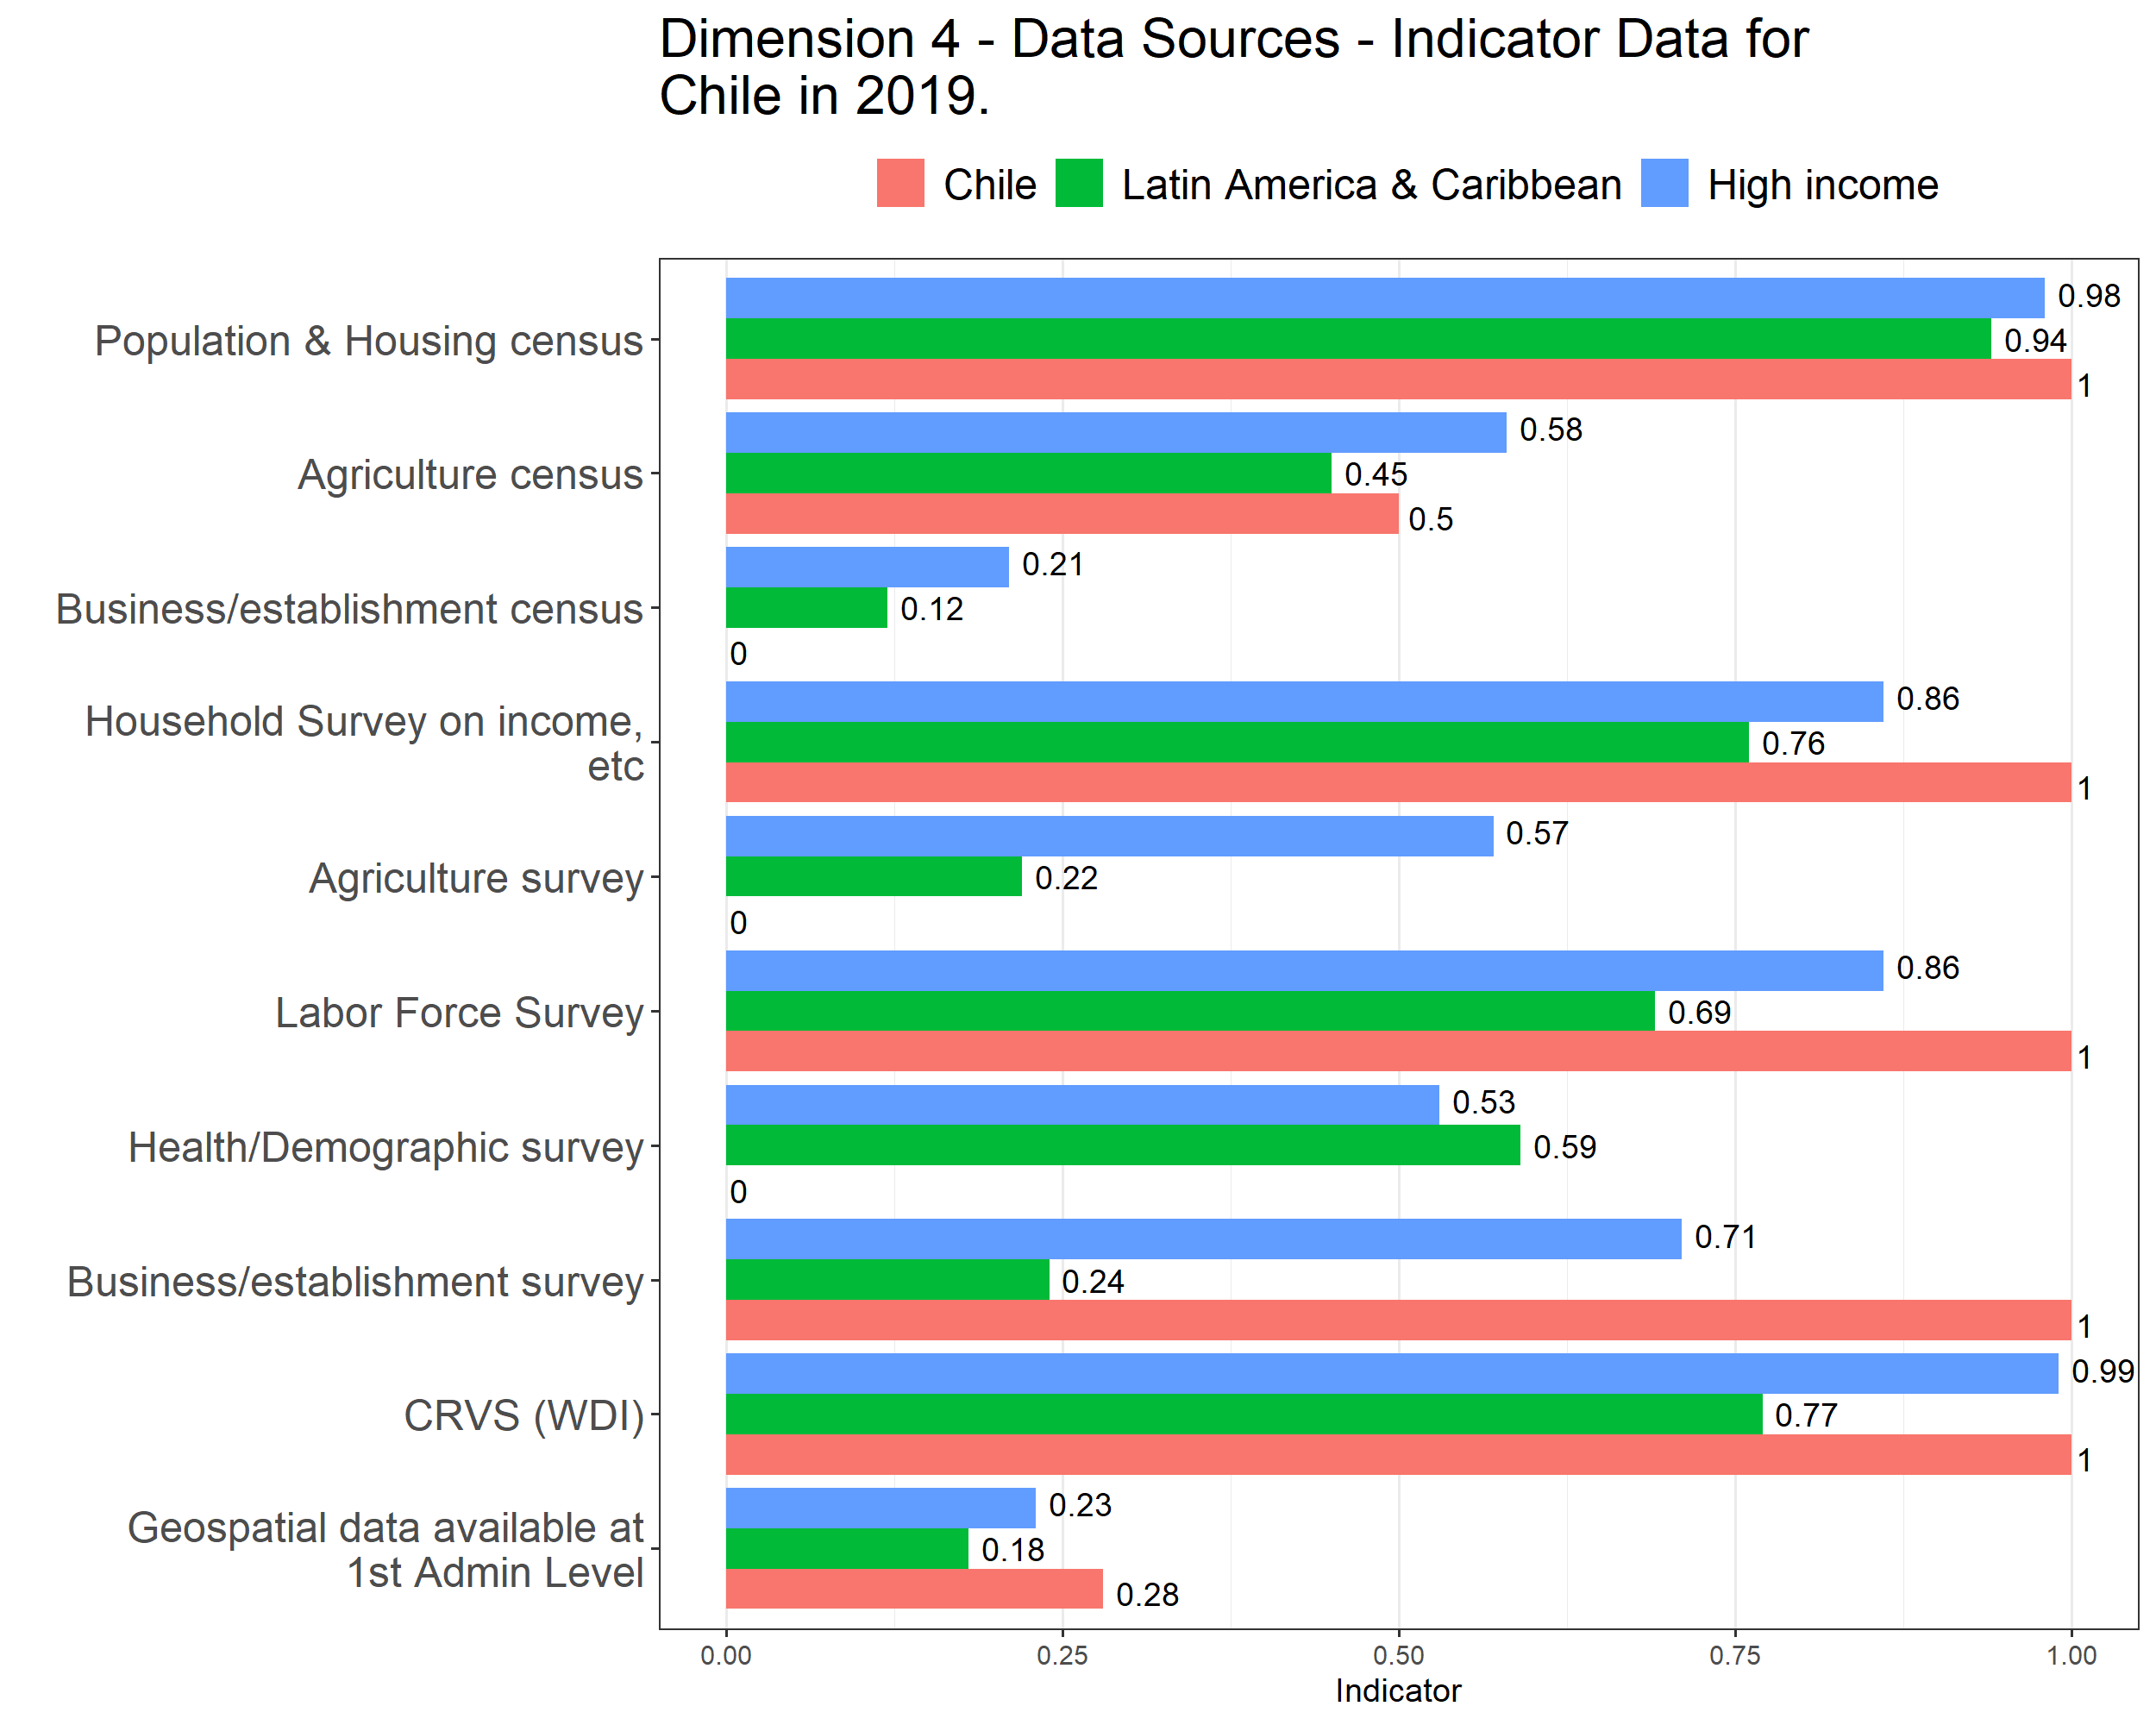 Dimension 4 - Data Sources - Indicator Data for
Chile in 2019.
Chile
Latin America & Caribbean
High income
Population & Housing census
0.98
0.94
1
Agriculture census
0.58
0.45
0.5
Business/establishment census
0.21
0.12
0
Household Survey on income,
etc
0.86
0.76
1
Agriculture survey
0.57
0.22
0
Labor Force Survey
0.86
0.69
1
Health/Demographic survey
0.53
0.59
0
Business/establishment survey
0.71
0.24
1
CRVS (WDI)
0.99
0.77
1
Geospatial data available at
1st Admin Level
0.23
0.18
0.28
0.00
0.25
0.50
0.75
1.00
Indicator